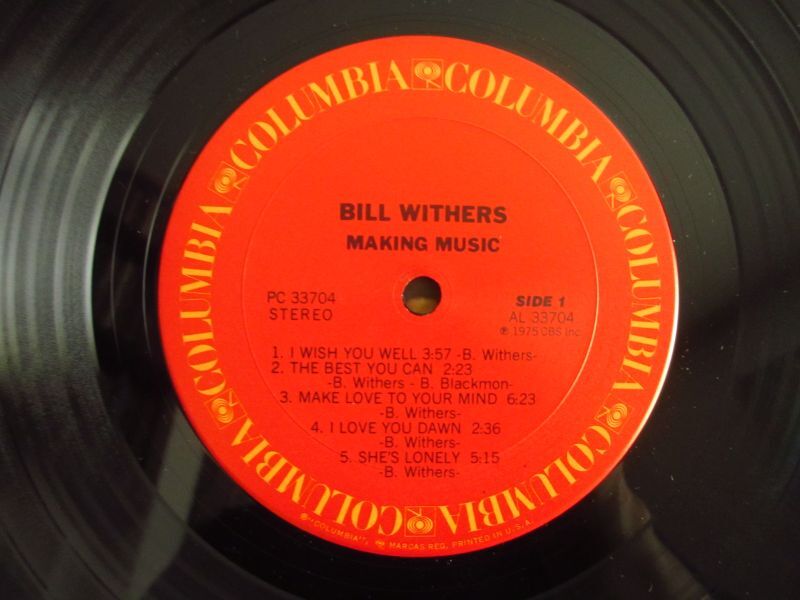 COLUMBIA COLUMBIA COLUMBIA COLUMBIA COLUMBIA COLUMBIA COLUMBIA COLUMBIA
BILL WITHERS
MAKING MUSIC
PC 33704
STEREO
SIDE 1
AL 33704
℗ 1975 CBS Inc.
1. I WISH YOU WELL 3:57 -B. Withers-
2. THE BEST YOU CAN 2:23
-B. Withers - B. Blackmon-
3. MAKE LOVE TO YOUR MIND 6:23
-B. Withers-
4. I LOVE YOU DAWN 2:36
-B. Withers-
5. SHE'S LONELY 5:15
-B. Withers-
®"COLUMBIA", MARCAS REG. PRINTED IN U.S.A.